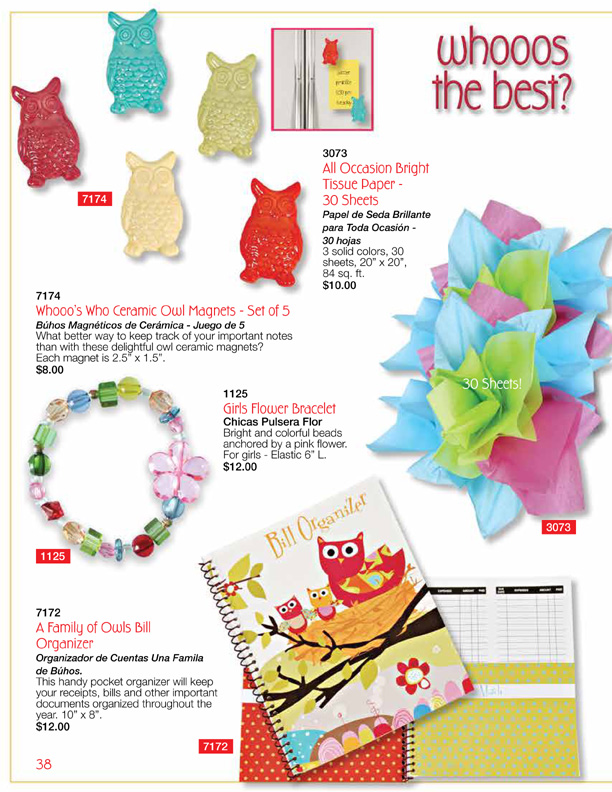 whooos
the best?
7174
3073
All Occasion Bright
Tissue Paper -
30 Sheets
Papel de Seda Brillante
para Toda Ocasión -
30 hojas
3 solid colors, 30
sheets, 20" x 20",
84 sq. ft.
$10.00
7174
Whooo's Who Ceramic Owl Magnets - Set of 5
Búhos Magnéticos de Cerámica - Juego de 5
What better way to keep track of your important notes
than with these delightful owl ceramic magnets?
Each magnet is 2.5" x 1.5".
$8.00
30 Sheets!
1125
Girls Flower Bracelet
Chicas Pulsera Flor
Bright and colorful beads
anchored by a pink flower.
For girls - Elastic 6" L.
$12.00
3073
1125
Bill Organizer
7172
A Family of Owls Bill
Organizer
Organizador de Cuentas Una Famila
de Búhos.
This handy pocket organizer will keep
your receipts, bills and other important
documents organized throughout the
year. 10" x 8".
$12.00
7172
38